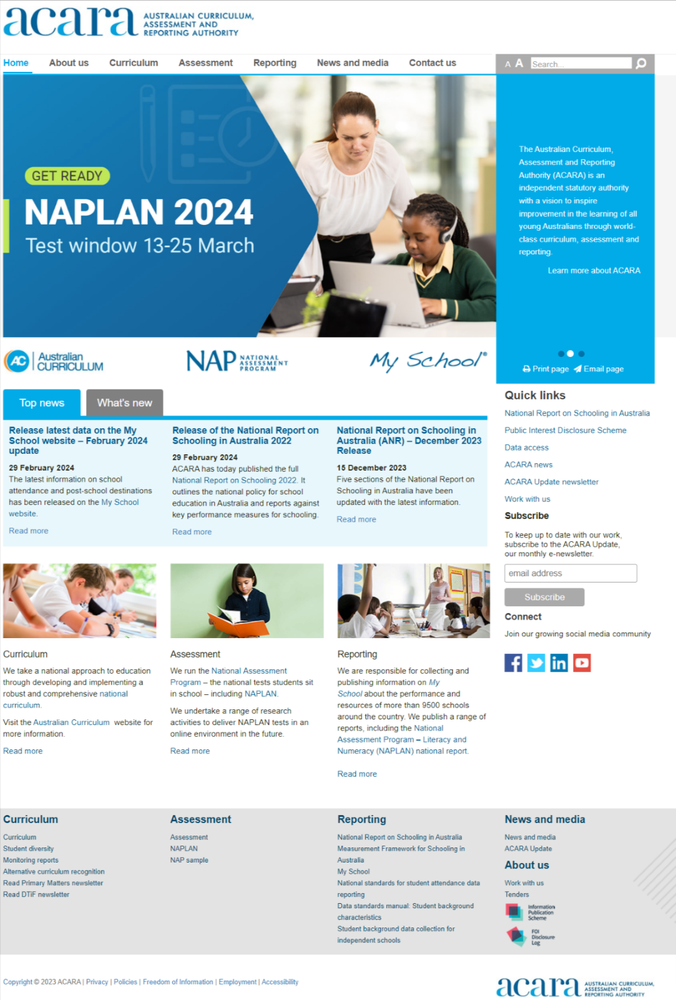 acara AUSTRALIAN CURRICULUM,
ASSESSMENT AND
REPORTING AUTHORITY
Home About us Curriculum Assessment Reporting News and media Contact us
A A Search...
GET READY
NAPLAN 2024
Test window 13-25 March
The Australian Curriculum,
Assessment and Reporting
Authority (ACARA) is an
independent statutory authority
with a vision to inspire
improvement in the learning of all
young Australians through world-
class curriculum, assessment and
reporting.
Learn more about ACARA
Print page Email page
AC Australian
CURRICULUM
NAP NATIONAL
ASSESSMENT
PROGRAM
My School®
Top news What's new
Release latest data on the My
School website – February 2024
update
29 February 2024
The latest information on school
attendance and post-school destinations
has been released on the My School
website.
Read more
Release of the National Report on
Schooling in Australia 2022
29 February 2024
ACARA has today published the full
National Report on Schooling 2022. It
outlines the national policy for school
education in Australia and reports against
key performance measures for schooling.
Read more
National Report on Schooling in
Australia (ANR) – December 2023
Release
15 December 2023
Five sections of the National Report on
Schooling in Australia have been
updated with the latest information.
Read more
Quick links
National Report on Schooling in Australia
Public Interest Disclosure Scheme
Data access
ACARA news
ACARA Update newsletter
Work with us
Subscribe
To keep up to date with our work,
subscribe to the ACARA Update,
our monthly e-newsletter.
email address
Subscribe
Connect
Join our growing social media community
Curriculum
We take a national approach to education
through developing and implementing a
robust and comprehensive national
curriculum.
Visit the Australian Curriculum website for
more information.
Read more
Assessment
We run the National Assessment
Program – the national tests students sit
in school – including NAPLAN.
We undertake a range of research
activities to deliver NAPLAN tests in an
online environment in the future.
Read more
Reporting
We are responsible for collecting and
publishing information on My
School about the performance and
resources of more than 9500 schools
around the country. We publish a range of
reports, including the National
Assessment Program – Literacy and
Numeracy (NAPLAN) national report.
Read more
Curriculum
Curriculum
Student diversity
Monitoring reports
Alternative curriculum recognition
Read Primary Matters newsletter
Read DTiF newsletter
Assessment
Assessment
NAPLAN
NAP sample
Reporting
National Report on Schooling in Australia
Measurement Framework for Schooling in
Australia
My School
National standards for student attendance data
reporting
Data standards manual: Student background
characteristics
Student background data collection for
independent schools
News and media
News and media
ACARA Update
About us
Work with us
Tenders
Information
Publication
Scheme
FOI
Disclosure
Log
Copyright © 2023 ACARA | Privacy | Policies | Freedom of Information | Employment | Accessibility
acara AUSTRALIAN CURRICULUM,
ASSESSMENT AND
REPORTING AUTHORITY